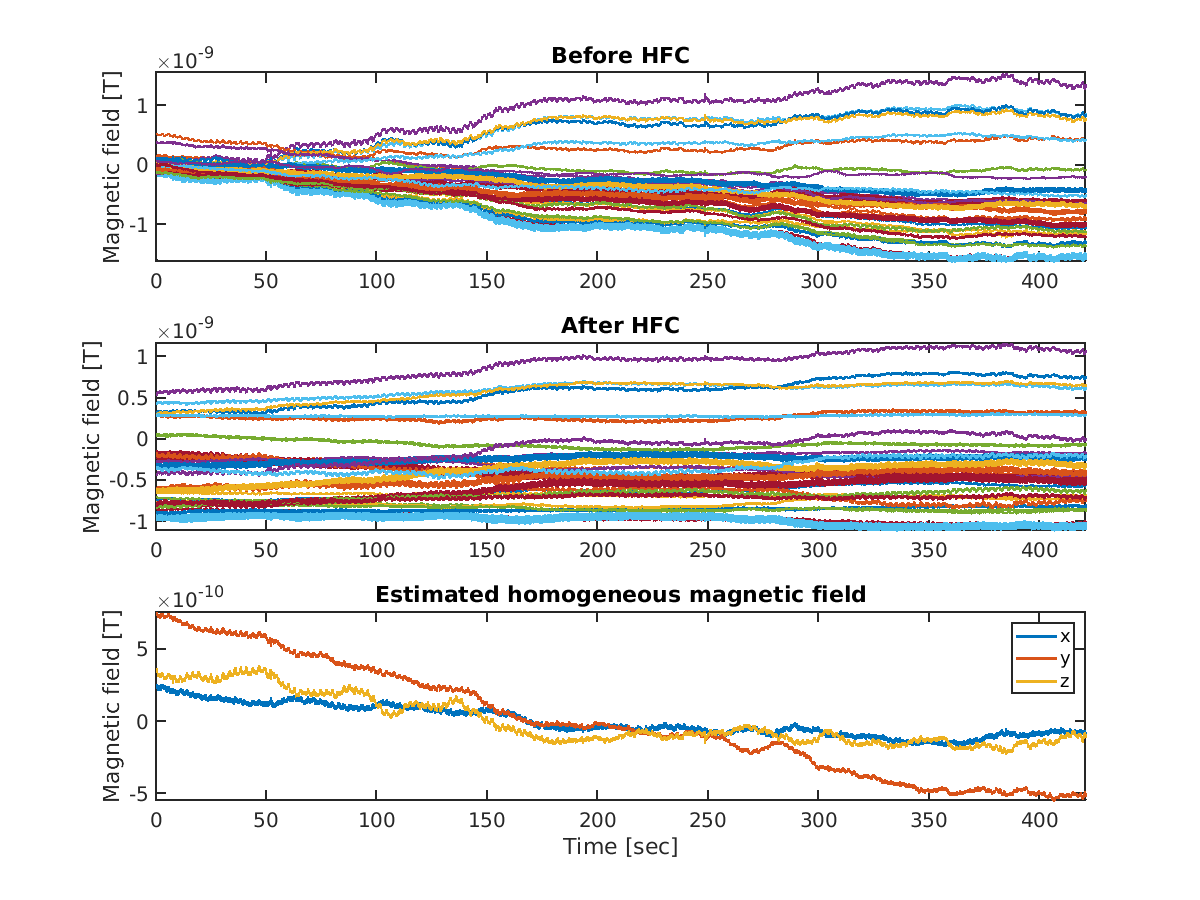 Before HFC
×10-9
Magnetic field [T]
1
0
-1
0 50 100 150 200 250 300 350 400
After HFC
×10-9
Magnetic field [T]
1
0.5
0
-0.5
-1
0 50 100 150 200 250 300 350 400
Estimated homogeneous magnetic field
×10-10
Magnetic field [T]
5
0
-5
x
y
z
0 50 100 150 200 250 300 350 400
Time [sec]